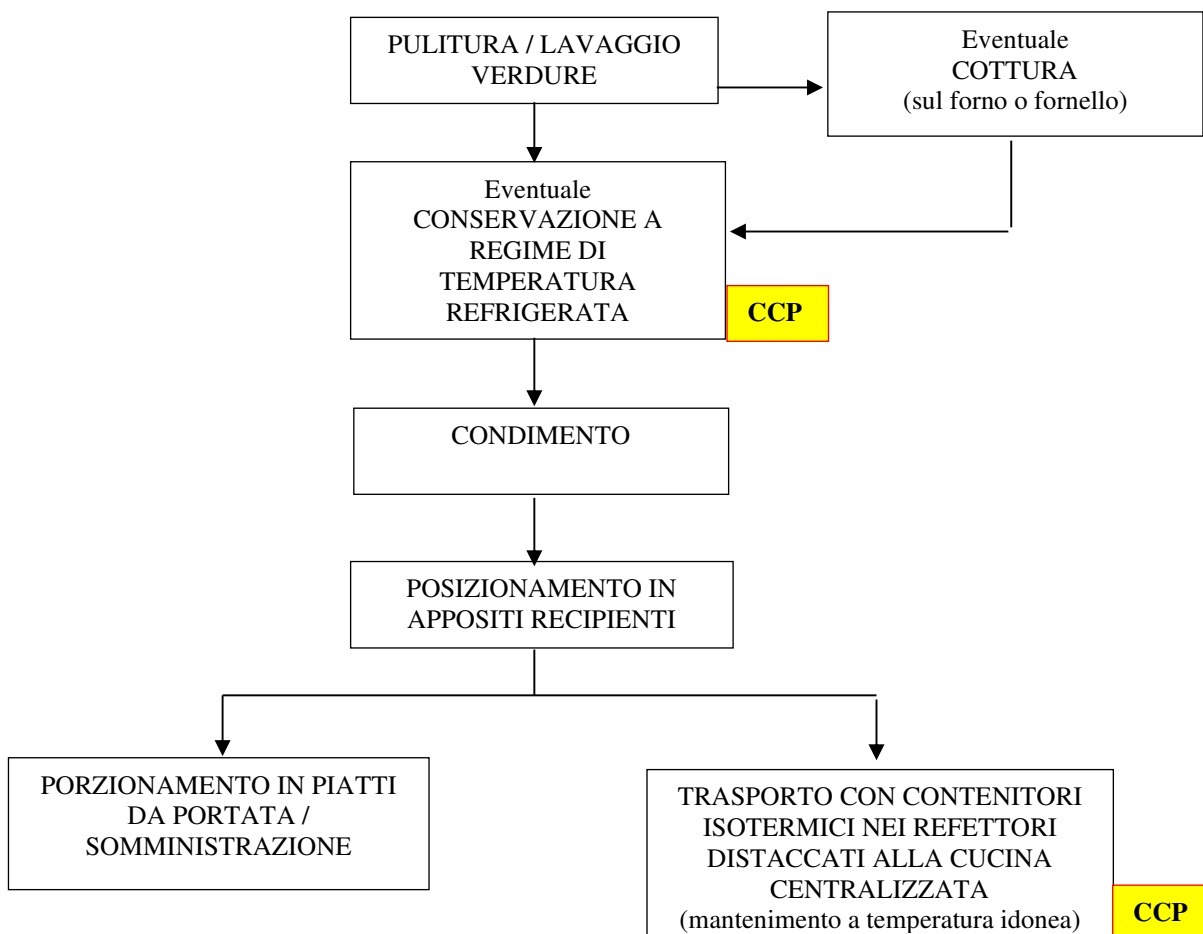 PULITURA / LAVAGGIO
VERDURE
Eventuale
COTTURA
(sul forno o fornello)
Eventuale
CONSERVAZIONE A
REGIME DI
TEMPERATURA
REFRIGERATA
CCP
CONDIMENTO
POSIZIONAMENTO IN
APPOSITI RECIPIENTI
PORZIONAMENTO IN PIATTI
DA PORTATA /
SOMMINISTRAZIONE
TRASPORTO CON CONTENITORI
ISOTERMICI NEI REFETTORI
DISTACCATI ALLA CUCINA
CENTRALIZZATA
(mantenimento a temperatura idonea)
CCP